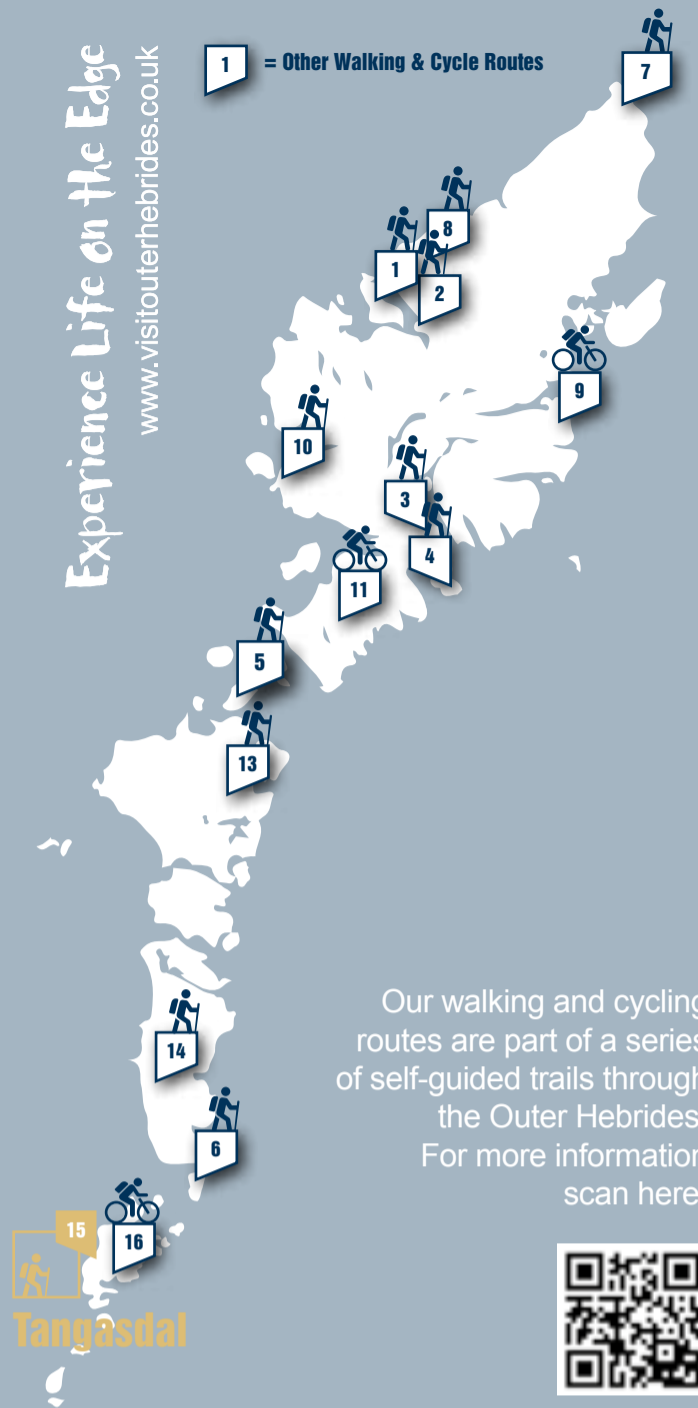 Experience Life on the Edge
www.visitouterhebrides.co.uk
1 = Other Walking & Cycle Routes
7
8
1
2
9
10
3
4
11
5
13
14
6
16
15
Tangasdal
Our walking and cycling
routes are part of a series
of self-guided trails through
the Outer Hebrides
For more information
scan here